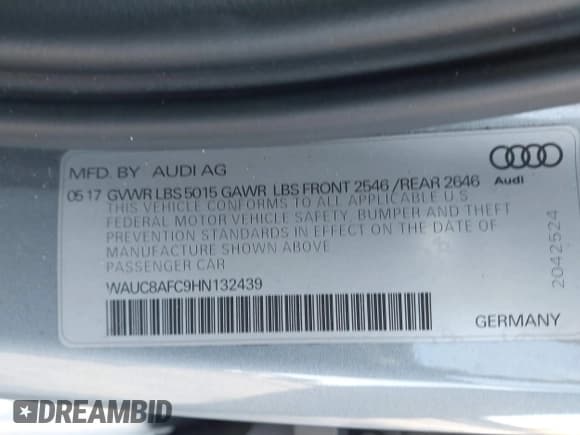 MFD. BY AUDI AG
Audi
05 17 GVWR LBS 5015 GAWR LBS FRONT 2546 /REAR 2646
THIS VEHICLE CONFORMS TO ALL APPLICABLE U.S
FEDERAL MOTOR VEHICLE SAFETY, BUMPER AND THEFT
PREVENTION STANDARDS IN EFFECT ON THE DATE OF
MANUFACTURE SHOWN ABOVE
PASSENGER CAR
WAUC8AFC9HN132439
2042524
GERMANY
DREAMBID